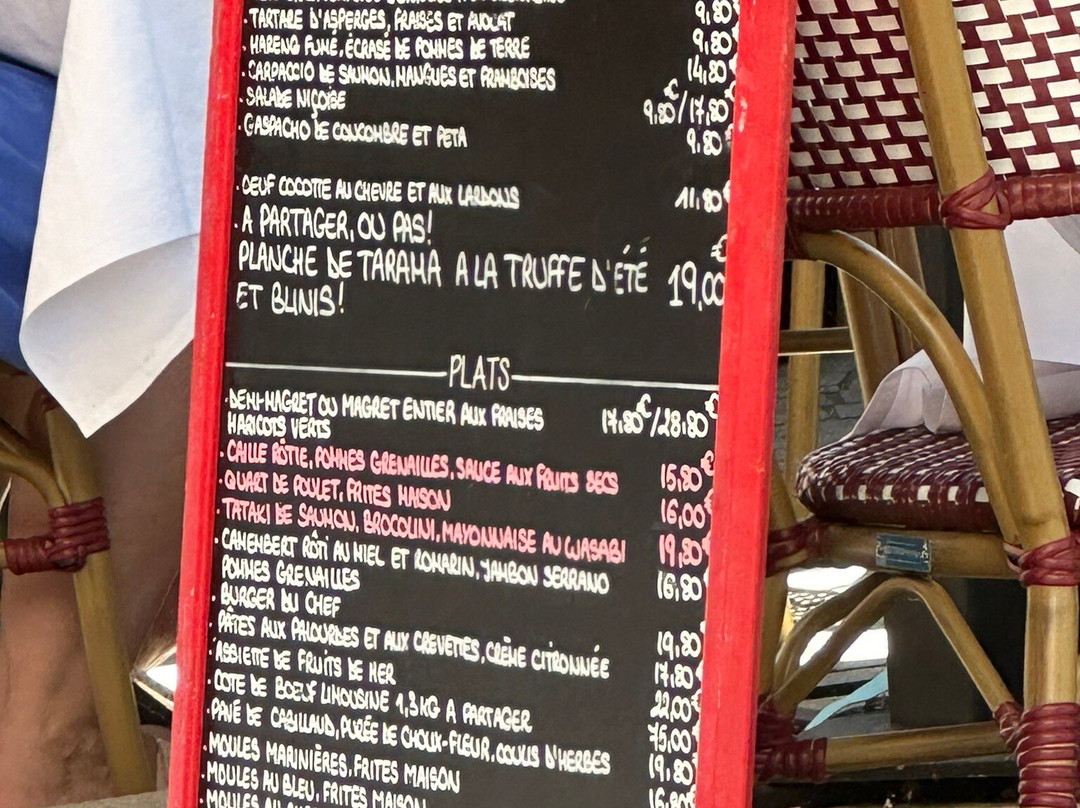 9,80€
· TARTARE D'ASPERGES, FRAISES ET AVOCAT 9,80€
· HARENG FUMÉ, ÉCRASÉ DE POMMES DE TERRE 14,80€
· CARPACCIO DE SAUMON, MANGUES ET FRAMBOISES
· SALADE NIÇOISE 9,80€/17,80€
· GASPACHO DE CONCOMBRE ET FETA 9,80€
· OEUF COCOTTE AU CHEVRE ET AUX LARDONS 11,80€
· A PARTAGER, OU PAS!
PLANCHE DE TARAMA A LA TRUFFE D'ÉTÉ 19,00€
ET BLINIS!
PLATS
· DEMI-MAGRET OU MAGRET ENTIER AUX FRAISES 17,80€/28,80€
HARICOTS VERTS
· CAILLE RÔTIE, POMMES GRENAILLES, SAUCE AUX FRUITS SECS 15,80€
· QUART DE POULET, FRITES MAISON 16,00€
· TATAKI DE SAUMON, BROCOLINI, MAYONNAISE AU WASABI 19,80€
· CAMEMBERT RÔTI AU MIEL ET ROMARIN, JAMBON SERRANO 16,80€
POMMES GRENAILLES
· BURGER DU CHEF 19,80€
· PÂTES AUX PALOURDES ET AUX CREVETTES, CRÈME CITRONNÉE 17,80€
· ASSIETTE DE FRUITS DE MER 22,00€
· COTE DE BOEUF LIMOUSINE 1,3KG A PARTAGER 75,00€
· PAVÉ DE CABILLAUD, PURÉE DE CHOUX-FLEUR, COULIS D'HERBES 19,80€
· MOULES MARINIÈRES, FRITES MAISON 16,80€
· MOULES AU BLEU, FRITES MAISON
· MOULES AU